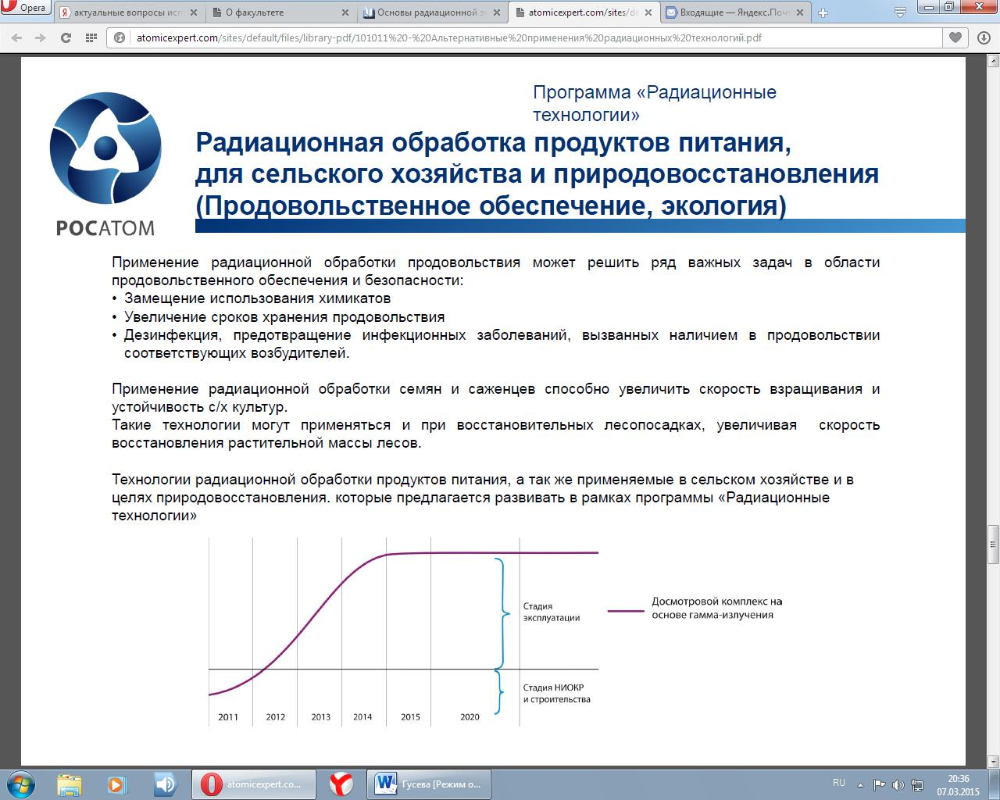 Opera
актуальные вопросы исп
О факультете
Основы радиационной э
atomicexpert.com/sites/de
Входящие — Яндекс.Почт
atomicexpert.com/sites/default/files/library-pdf/101011%20-%20Альтернативные%20применения%20радиационных%20технологий.pdf
Программа «Радиационные
технологии»
Радиационная обработка продуктов питания,
для сельского хозяйства и природовосстановления
(Продовольственное обеспечение, экология)
РОСАТОМ
Применение радиационной обработки продовольствия может решить ряд важных задач в области
продовольственного обеспечения и безопасности:
• Замещение использования химикатов
• Увеличение сроков хранения продовольствия
• Дезинфекция, предотвращение инфекционных заболеваний, вызванных наличием в продовольствии
соответствующих возбудителей.
Применение радиационной обработки семян и саженцев способно увеличить скорость взращивания и
устойчивость с/х культур.
Такие технологии могут применяться и при восстановительных лесопосадках, увеличивая скорость
восстановления растительной массы лесов.
Технологии радиационной обработки продуктов питания, а так же применяемые в сельском хозяйстве и в
целях природовосстановления. которые предлагается развивать в рамках программы «Радиационные
технологии»
Стадия
эксплуатации
Досмотровой комплекс на
основе гамма-излучения
Стадия НИОКР
и строительства
2011 2012 2013 2014 2015 2020
atomicexpert.co...
Гусева [Режим о...
RU
20:36
07.03.2015